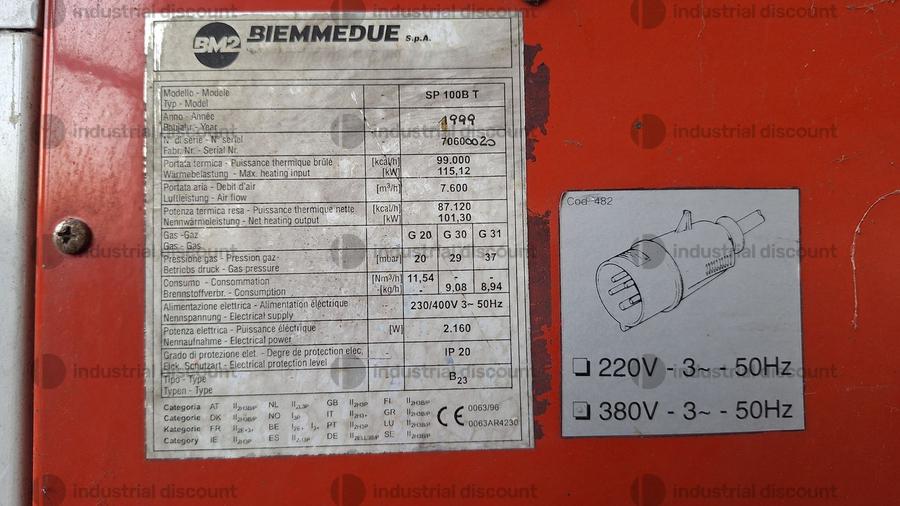 BM2 BIEMMEDUE S.p.A.
Modello - Modele
Typ - Model
SP 100B T
Anno - Année
Baujahr - Year
1999
N° di serie - N° seriel
Fabr. Nr. - Serial Nr.
70600023
Portata termica - Puissance thermique brûle [kcal/h] 99.000
Wärmebelastung - Max. heating input [kW] 115,12
Portata aria - Debit d'air
Luftleistung - Air flow
[m³/h] 7.600
Potenza termica resa - Puissance thermique nette [kcal/h] 87.120
Nennwärmeleistung - Net heating output [kW] 101,30
Gas - Gaz
Gas - Gas
G 20 G 30 G 31
Pressione gas - Pression gaz
Betriebs druck - Gas pressure
[mbar] 20 29 37
Consumo - Consommation [Nm³/h] 11,54 - -
Brennstoffverbr. - Consumption [kg/h] - 9,08 8,94
Alimentazione elettrica - Alimentation électrique
Nennspannung - Electrical supply
230/400V 3~ 50Hz
Potenza elettrica - Puissance électrique
Nennaufnahme - Electrical power
[W] 2.160
Grado di protezione elet. - Degre de protection elec.
Elck. Schutzart - Electrical protection level
IP 20
Tipo - Type
Typen - Type
B23
Categoria AT NL GB FI
Categorie DK NO IT GR
Kategorie FR BE PT LU
Category IE ES DE SE
CE 0063/96
0063AR4230
Cod. 482
220V - 3~ - 50Hz
380V - 3~ - 50Hz
industrial discount